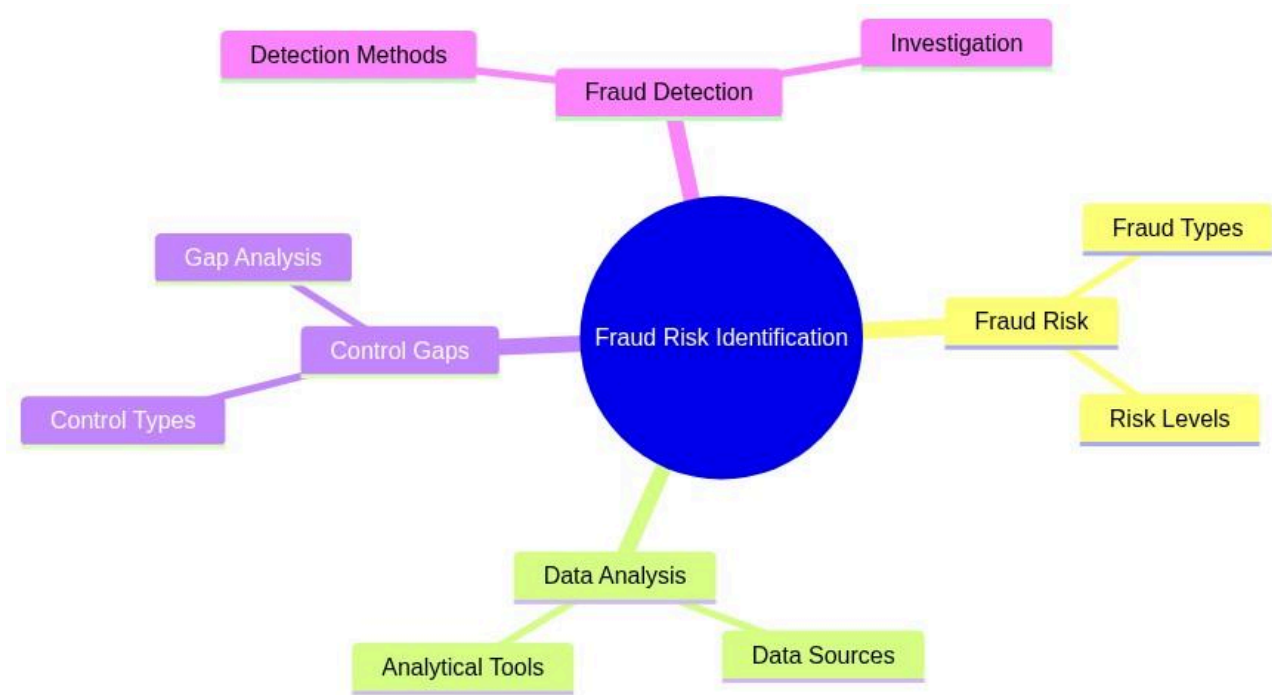 Detection Methods
Investigation
Fraud Detection
Fraud Types
Gap Analysis
Fraud Risk
Fraud Risk Identification
Control Gaps
Control Types
Risk Levels
Data Analysis
Data Sources
Analytical Tools